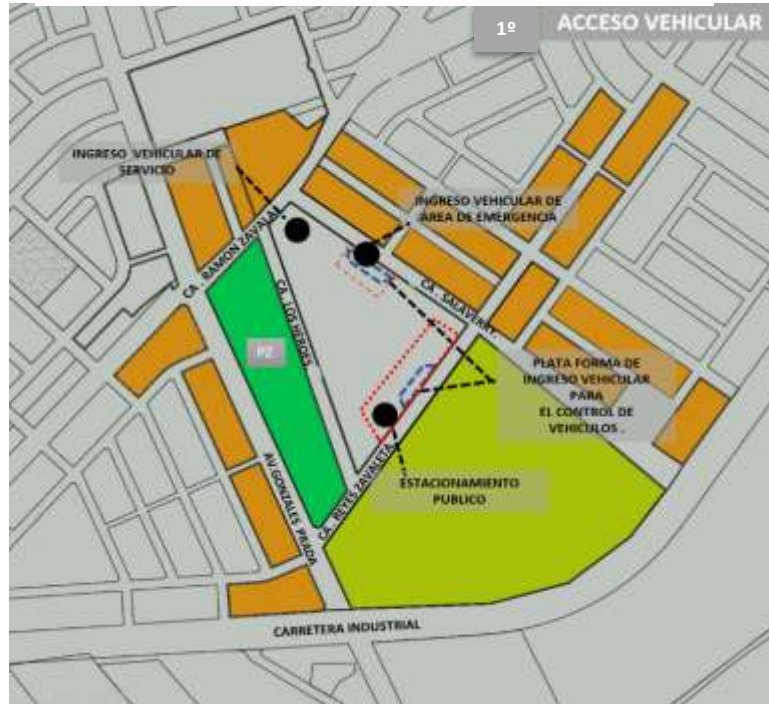 1º
ACCESO VEHICULAR
INGRESO VEHICULAR DE
SERVICIO
INGRESO VEHICULAR DE
AREA DE EMERGENCIA
CA . RAMON ZAVALA
CA . LOS HEROES.
CA . SALAVERRY.
PZ.
PLATA FORMA DE
INGRESO VEHICULAR
PARA
EL CONTROL DE
VEHICULOS .
ESTACIONAMIENTO
PUBLICO
CA . REYES ZAVALETA
AV.GONZALES PRADA
CARRETERA INDUSTRIAL